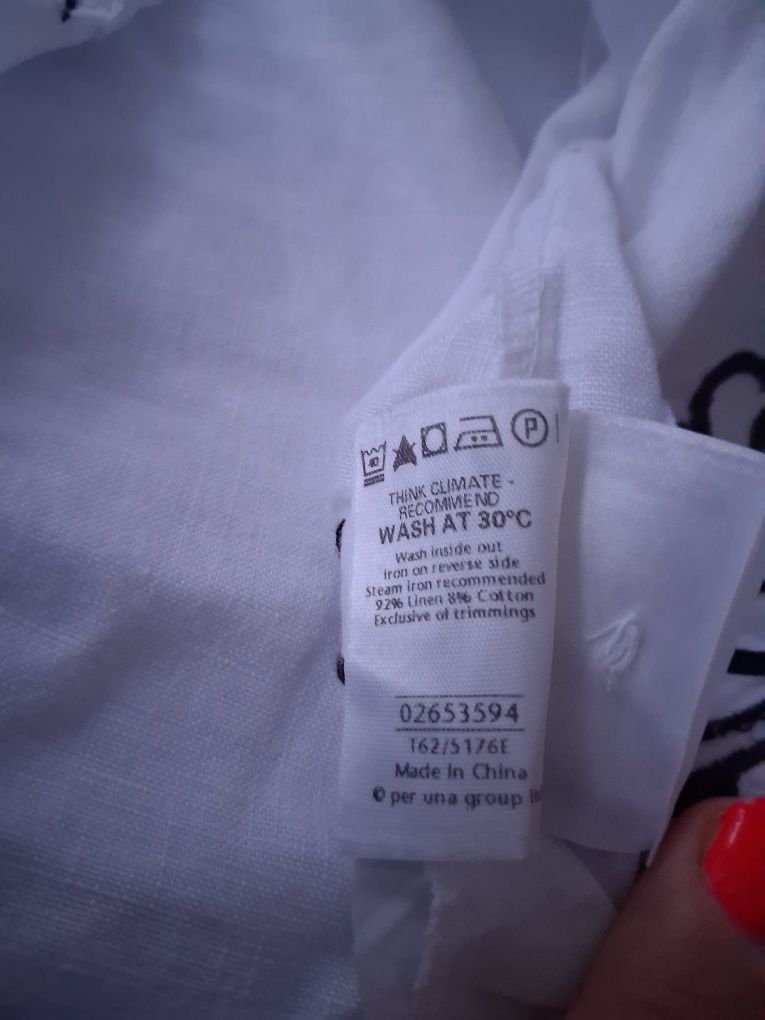 40
P
THINK CLIMATE -
RECOMMEND
WASH AT 30°C
Wash inside out
Iron on reverse side
Steam iron recommended
92% Linen 8% Cotton
Exclusive of trimmings
02653594
T62/5176E
Made in China
© per una group